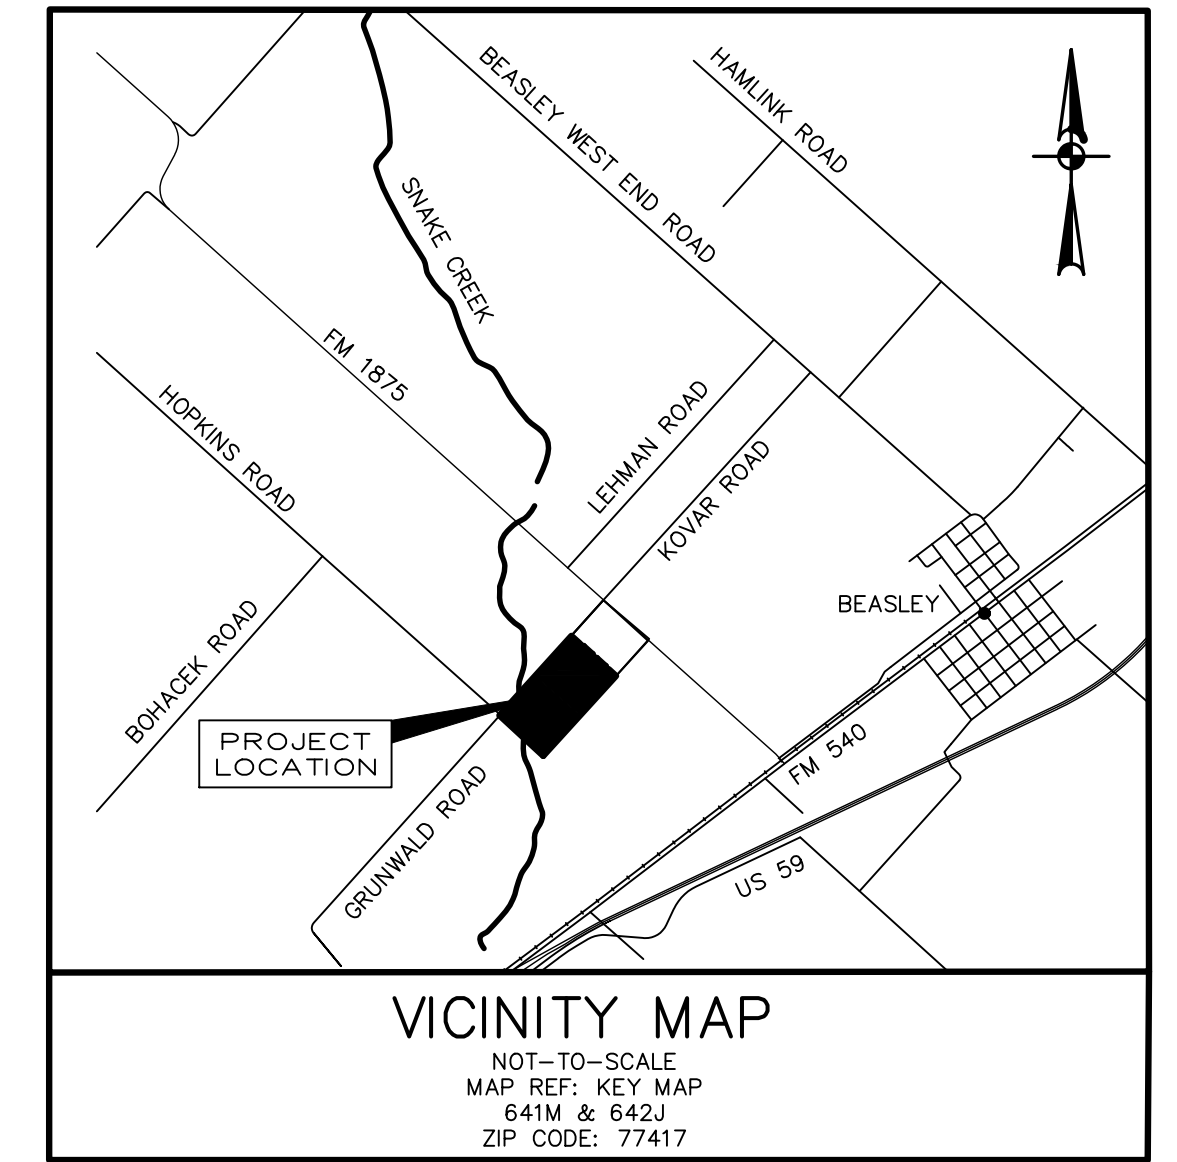 HAMLINK ROAD
BEASLEY WEST END ROAD
SNAKE CREEK
FM 1875
HOPKINS ROAD
LEHMAN ROAD
KOVAR ROAD
BEASLEY
BOHACEK ROAD
PROJECT
LOCATION
FM 540
GRUNWALD ROAD
US 59
VICINITY MAP
NOT-TO-SCALE
MAP REF: KEY MAP
641M & 642J
ZIP CODE: 77417